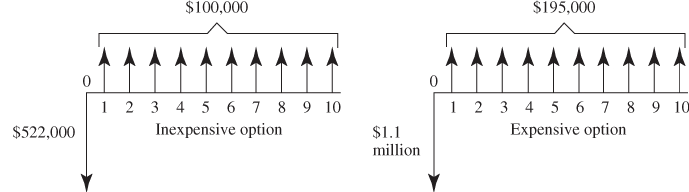 $100,000
0
1 2 3 4 5 6 7 8 9 10
$522,000
Inexpensive option
$195,000
0
1 2 3 4 5 6 7 8 9 10
$1.1
million
Expensive option